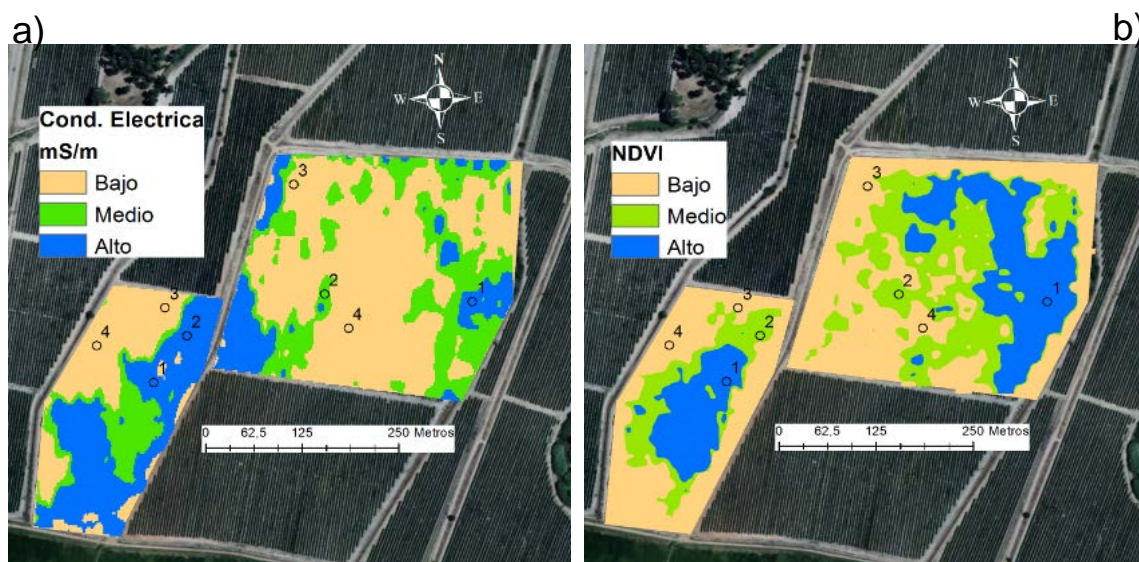 a)
b)
N
W
E
S
Cond. Electrica
mS/m
Bajo
Medio
Alto
3
2
1
4
3
4
2
1
0 62,5 125 250 Metros
N
W
E
S
NDVI
Bajo
Medio
Alto
3
2
1
4
3
4
2
1
0 62,5 125 250 Metros